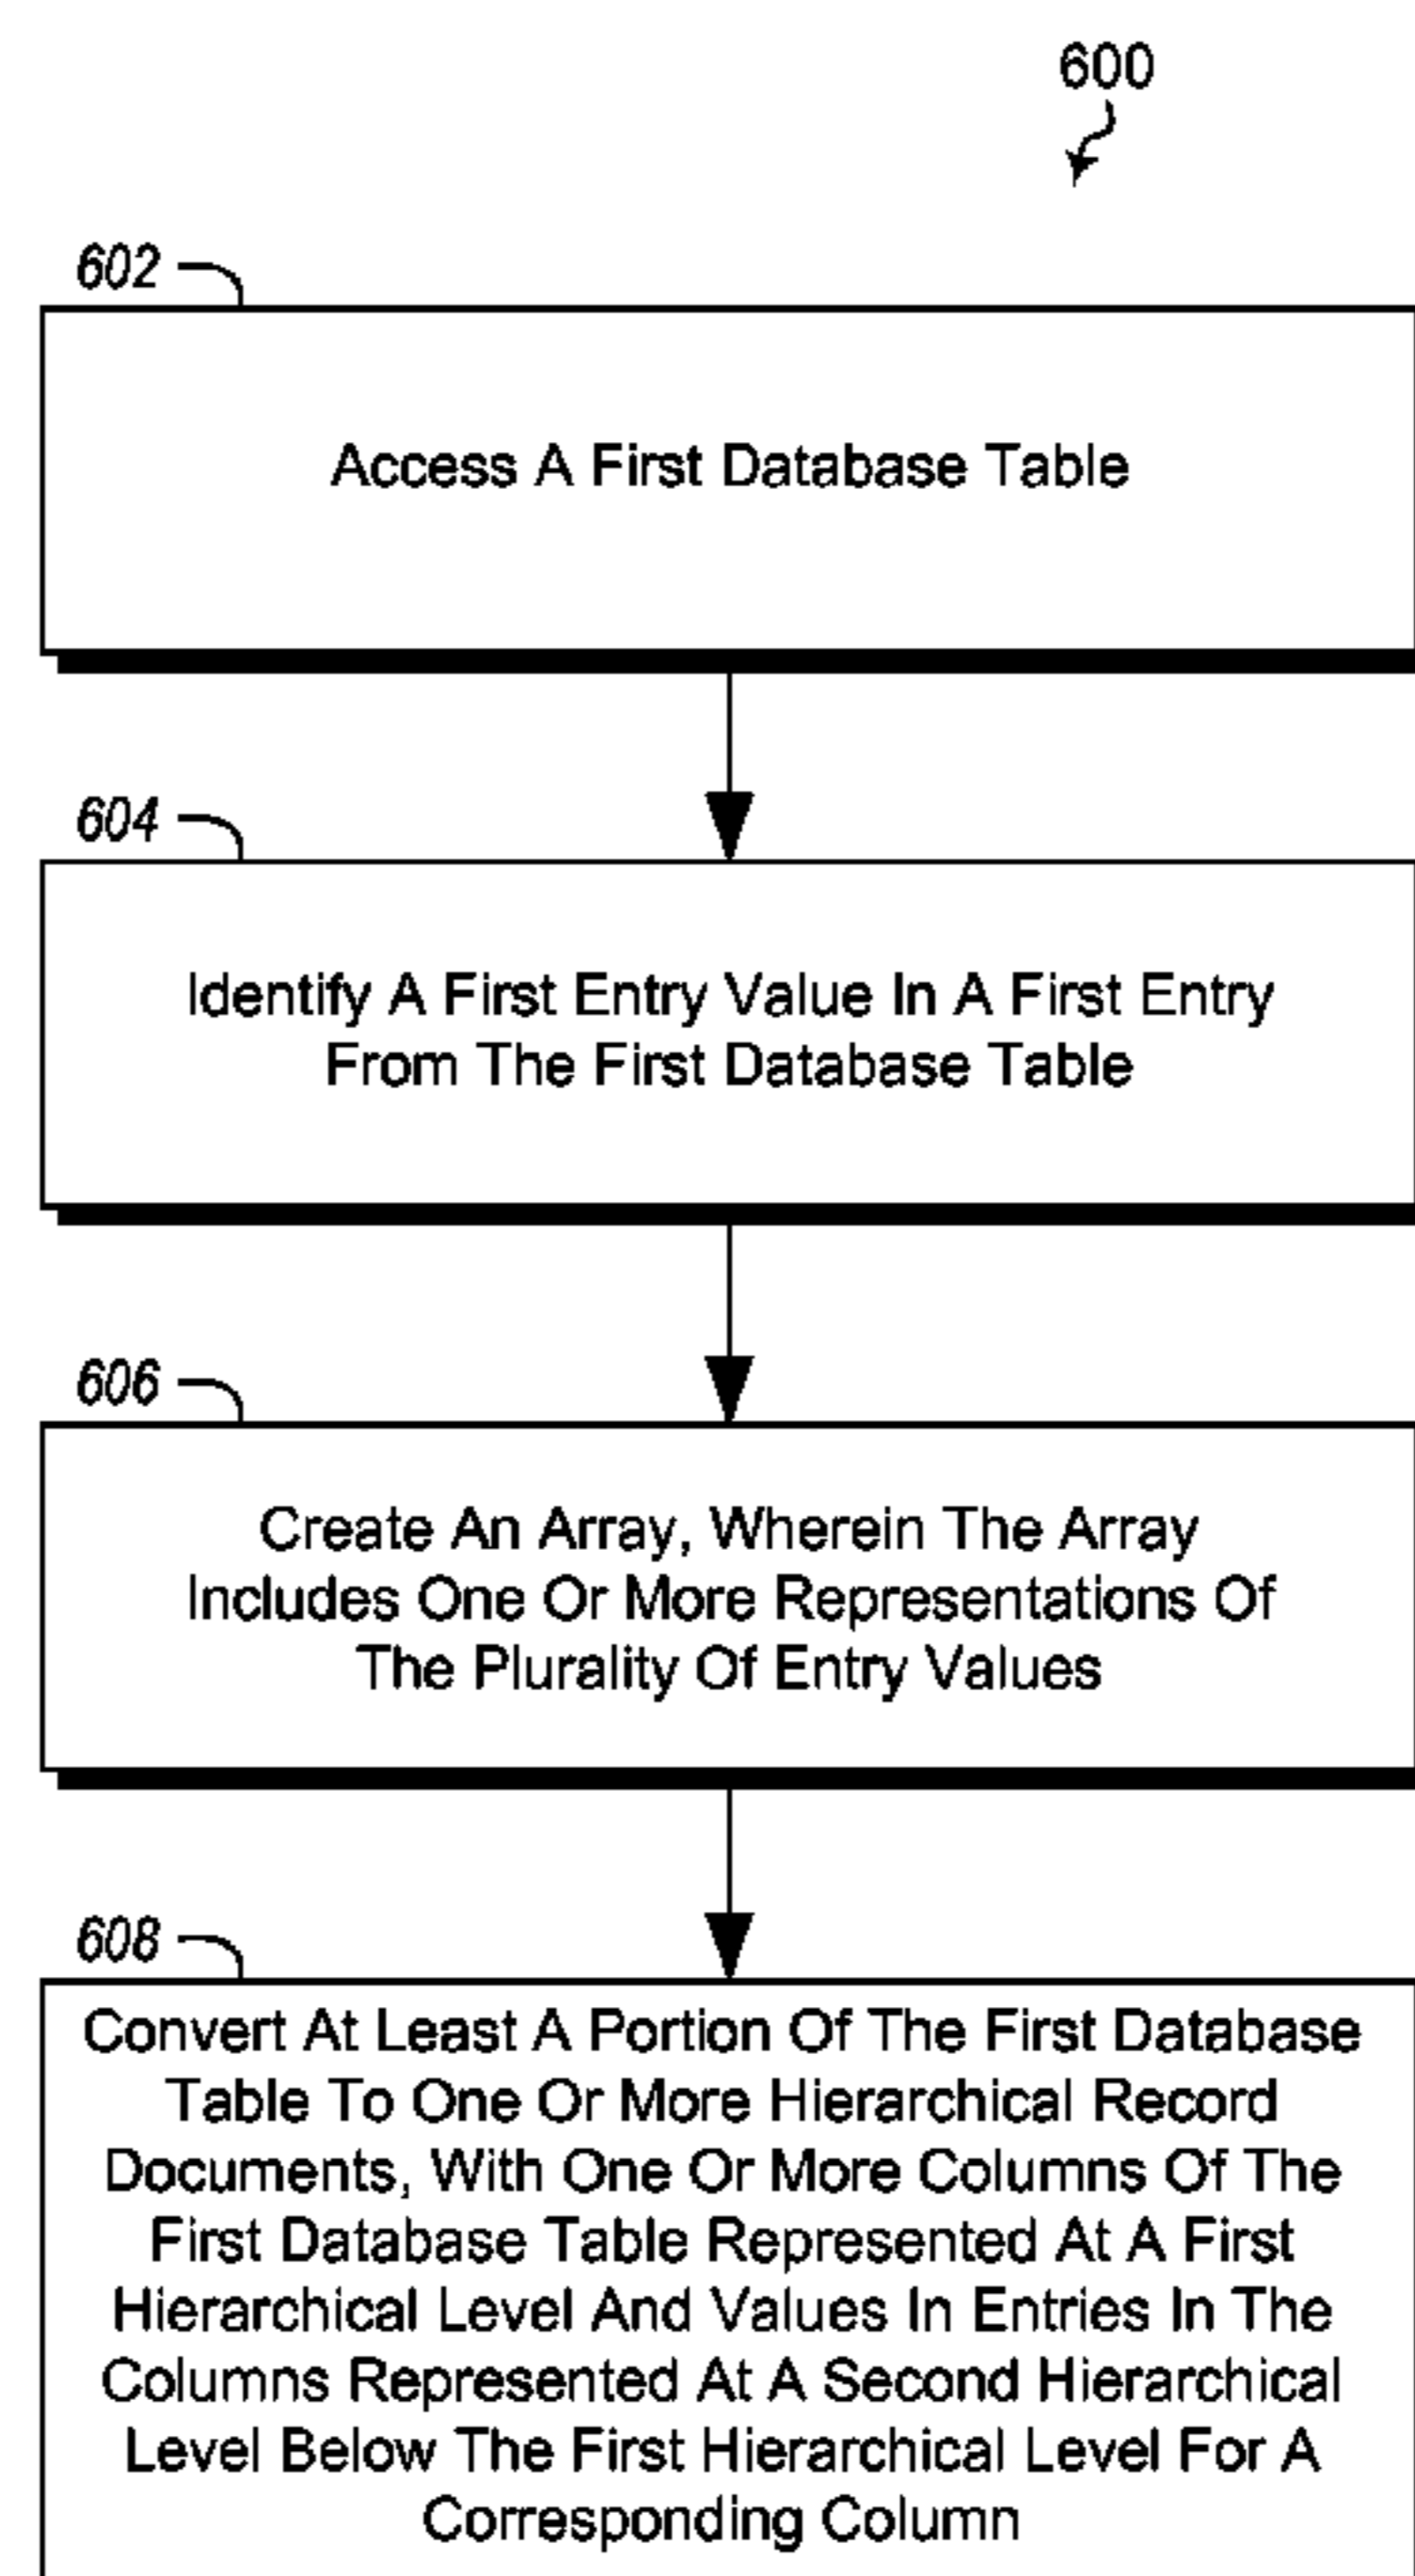 600
602
Access A First Database Table
604
Identify A First Entry Value In A First Entry
From The First Database Table
606
Create An Array, Wherein The Array
Includes One Or More Representations Of
The Plurality Of Entry Values
608
Convert At Least A Portion Of The First Database
Table To One Or More Hierarchical Record
Documents, With One Or More Columns Of The
First Database Table Represented At A First
Hierarchical Level And Values In Entries In The
Columns Represented At A Second Hierarchical
Level Below The First Hierarchical Level For A
Corresponding Column